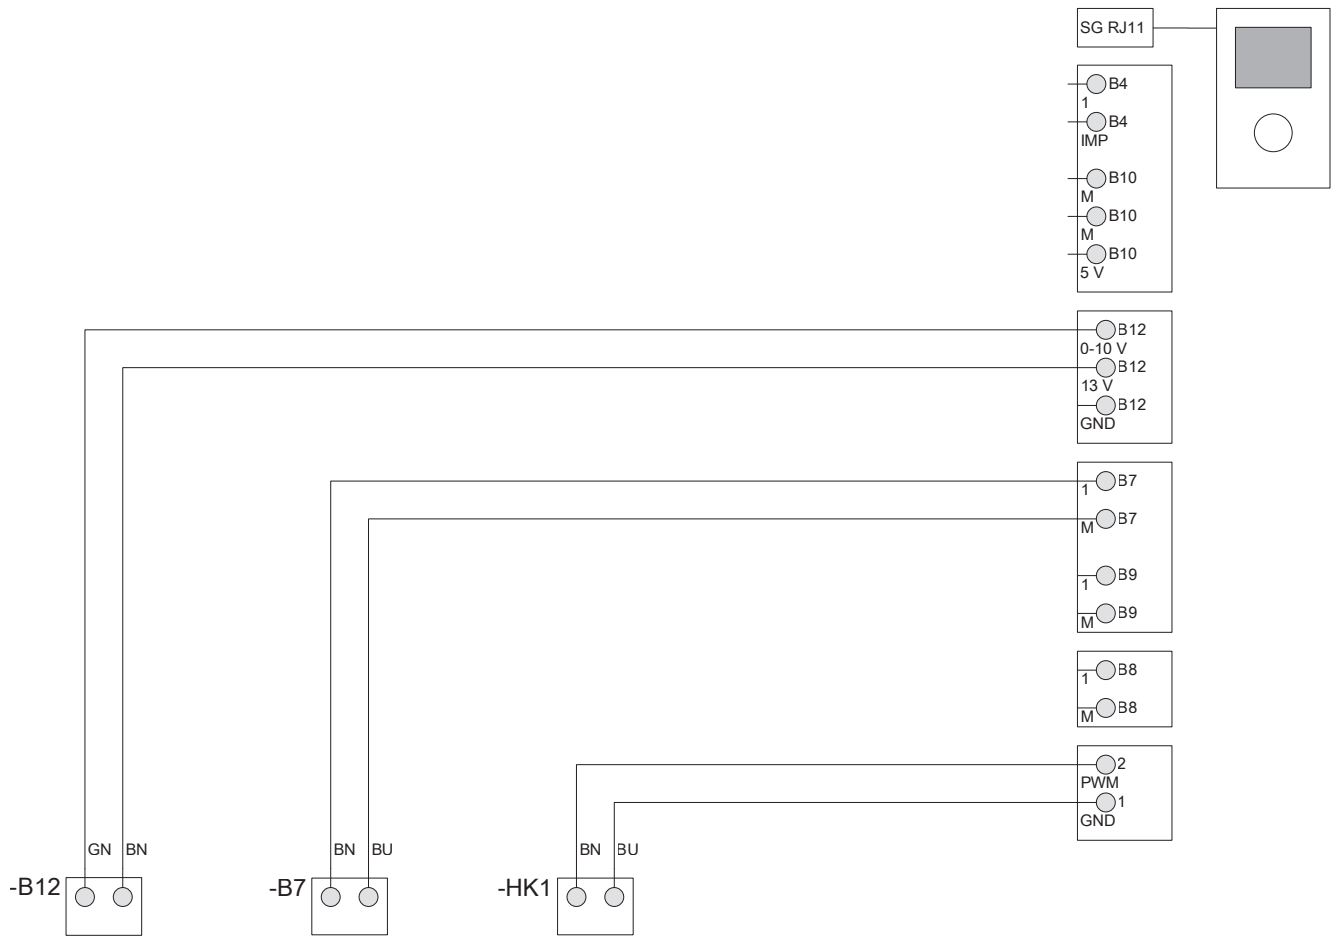 SG RJ11
B4
1
B4
IMP
B10
M
B10
M
B10
5 V
B12
0-10 V
B12
13 V
B12
GND
B7
1
B7
M
B9
1
B9
M
B8
1
B8
M
2
PWM
1
GND
GN BN BN BU BN BU
-B12 -B7 -HK1